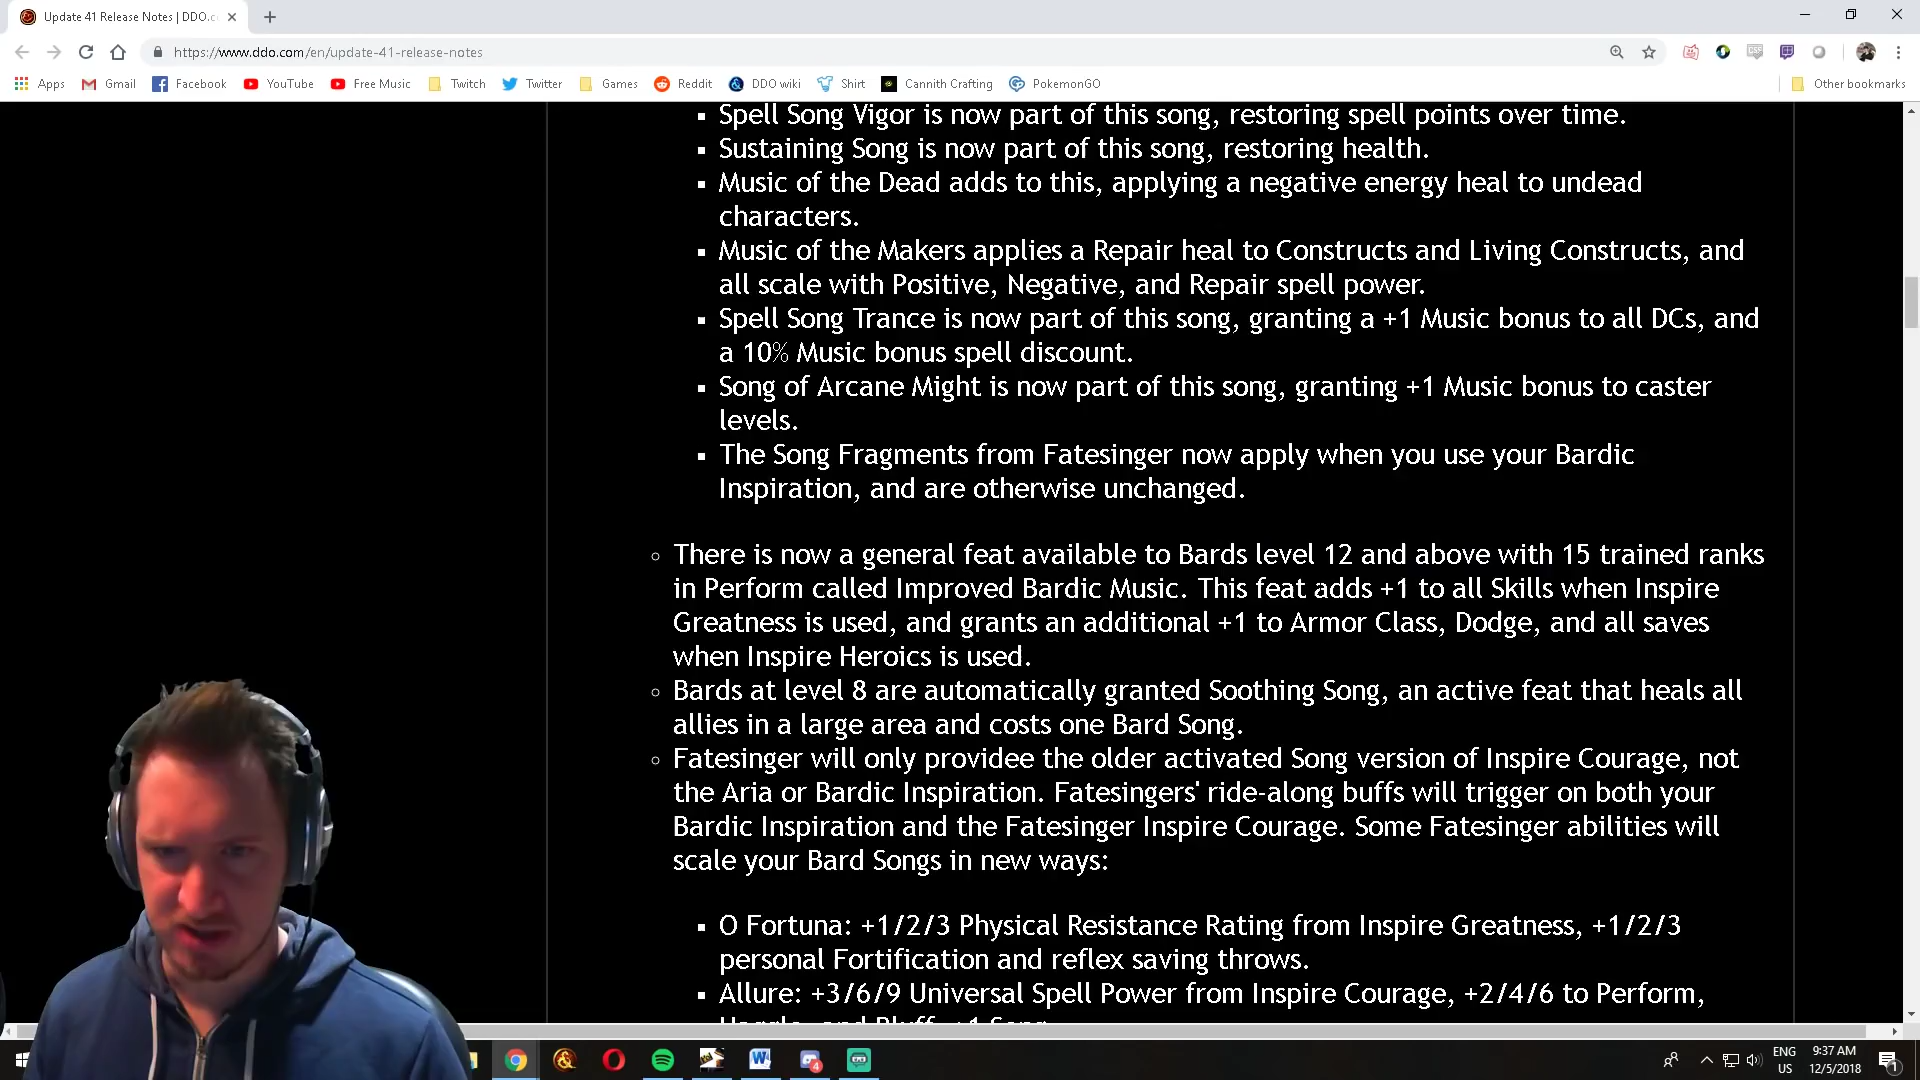 Update 41 Release Notes | DDO.c
https://www.ddo.com/en/update-41-release-notes
Apps Gmail Facebook YouTube Free Music Twitch Twitter Games Reddit DDO wiki Shirt Cannith Crafting PokemonGO Other bookmarks
Spell Song Vigor is now part of this song, restoring spell points over time.
Sustaining Song is now part of this song, restoring health.
Music of the Dead adds to this, applying a negative energy heal to undead
characters.
Music of the Makers applies a Repair heal to Constructs and Living Constructs, and
all scale with Positive, Negative, and Repair spell power.
Spell Song Trance is now part of this song, granting a +1 Music bonus to all DCs, and
a 10% Music bonus spell discount.
Song of Arcane Might is now part of this song, granting +1 Music bonus to caster
levels.
The Song Fragments from Fatesinger now apply when you use your Bardic
Inspiration, and are otherwise unchanged.
There is now a general feat available to Bards level 12 and above with 15 trained ranks
in Perform called Improved Bardic Music. This feat adds +1 to all Skills when Inspire
Greatness is used, and grants an additional +1 to Armor Class, Dodge, and all saves
when Inspire Heroics is used.
Bards at level 8 are automatically granted Soothing Song, an active feat that heals all
allies in a large area and costs one Bard Song.
Fatesinger will only providee the older activated Song version of Inspire Courage, not
the Aria or Bardic Inspiration. Fatesingers' ride-along buffs will trigger on both your
Bardic Inspiration and the Fatesinger Inspire Courage. Some Fatesinger abilities will
scale your Bard Songs in new ways:
O Fortuna: +1/2/3 Physical Resistance Rating from Inspire Greatness, +1/2/3
personal Fortification and reflex saving throws.
Allure: +3/6/9 Universal Spell Power from Inspire Courage, +2/4/6 to Perform,
Haggle, and Bluff, +1 Song
ENG 9:37 AM
US 12/5/2018